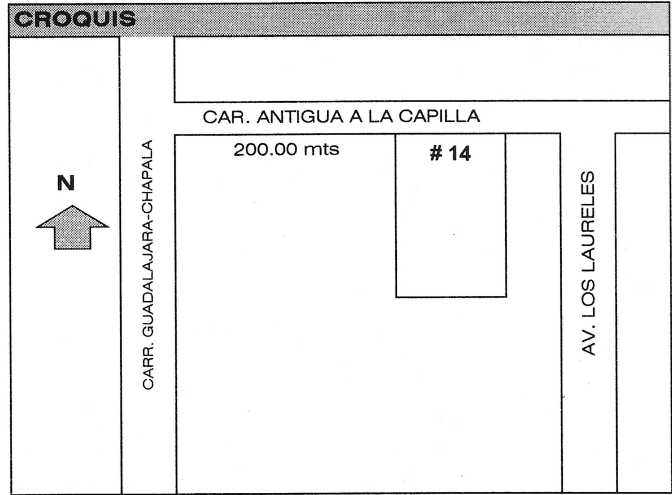 CROQUIS
CAR. ANTIGUA A LA CAPILLA
200.00 mts
# 14
N
CARR. GUADALAJARA-CHAPALA
AV. LOS LAURELES